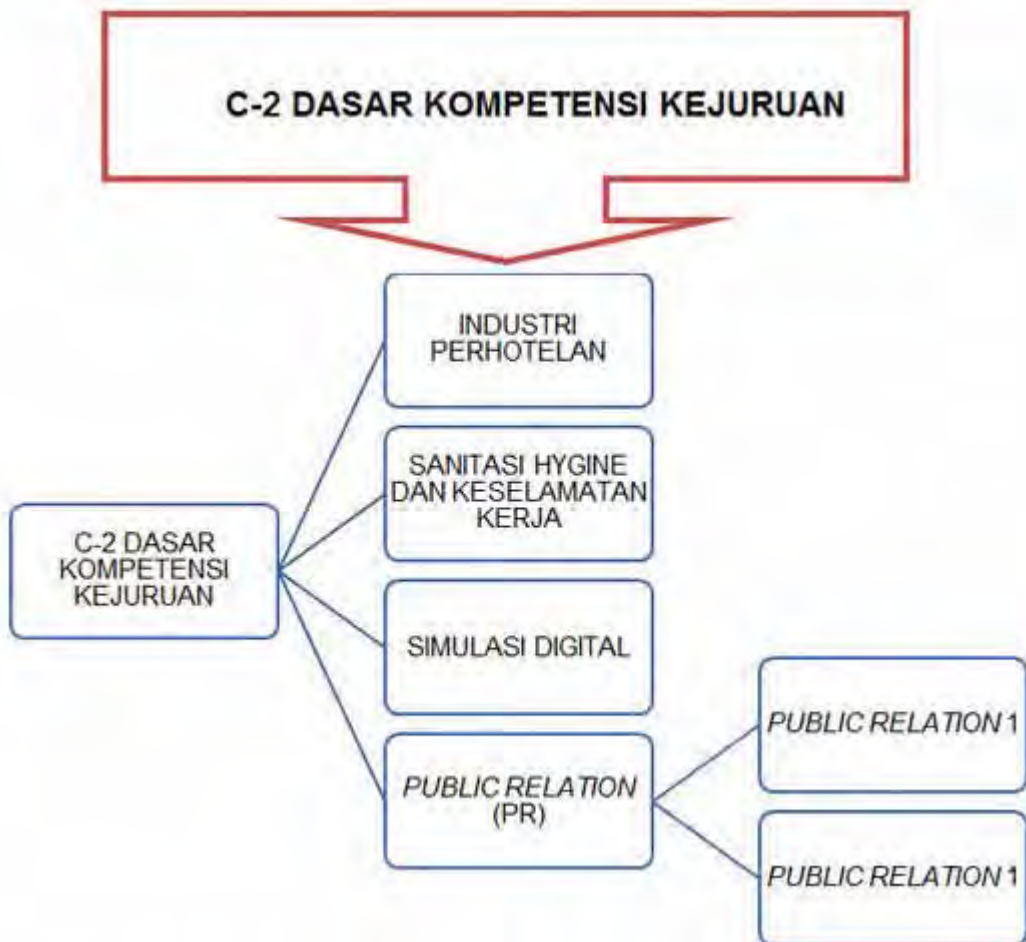 C-2 DASAR KOMPETENSI KEJURUAN
INDUSTRI
PERHOTELAN
SANITASI HYGINE
DAN KESELAMATAN
KERJA
C-2 DASAR
KOMPETENSI
KEJURUAN
SIMULASI DIGITAL
PUBLIC RELATION
(PR)
PUBLIC RELATION 1
PUBLIC RELATION 1